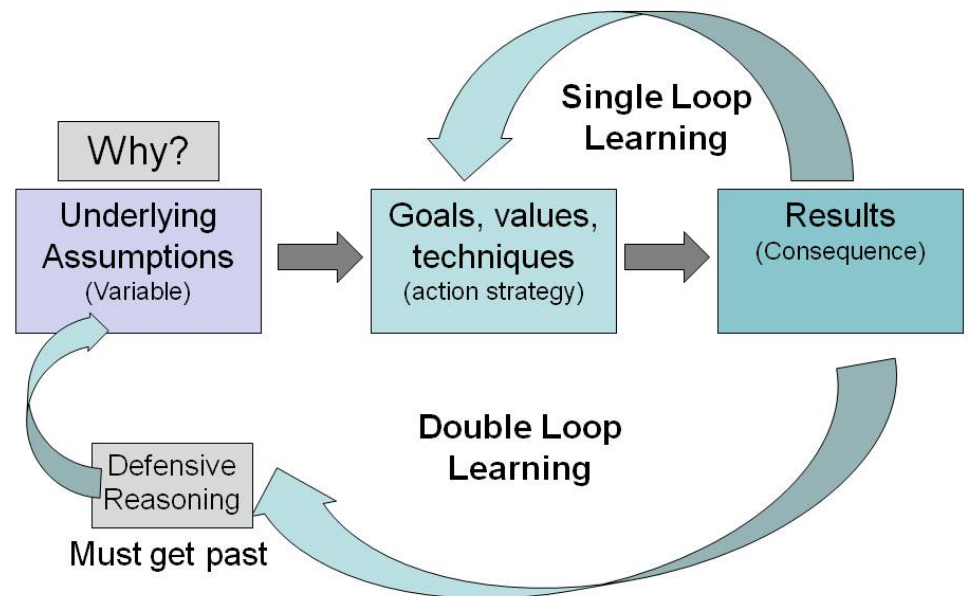 Single Loop
Learning
Why?
Underlying
Assumptions
(Variable)
Goals, values,
techniques
(action strategy)
Results
(Consequence)
Double Loop
Learning
Defensive
Reasoning
Must get past